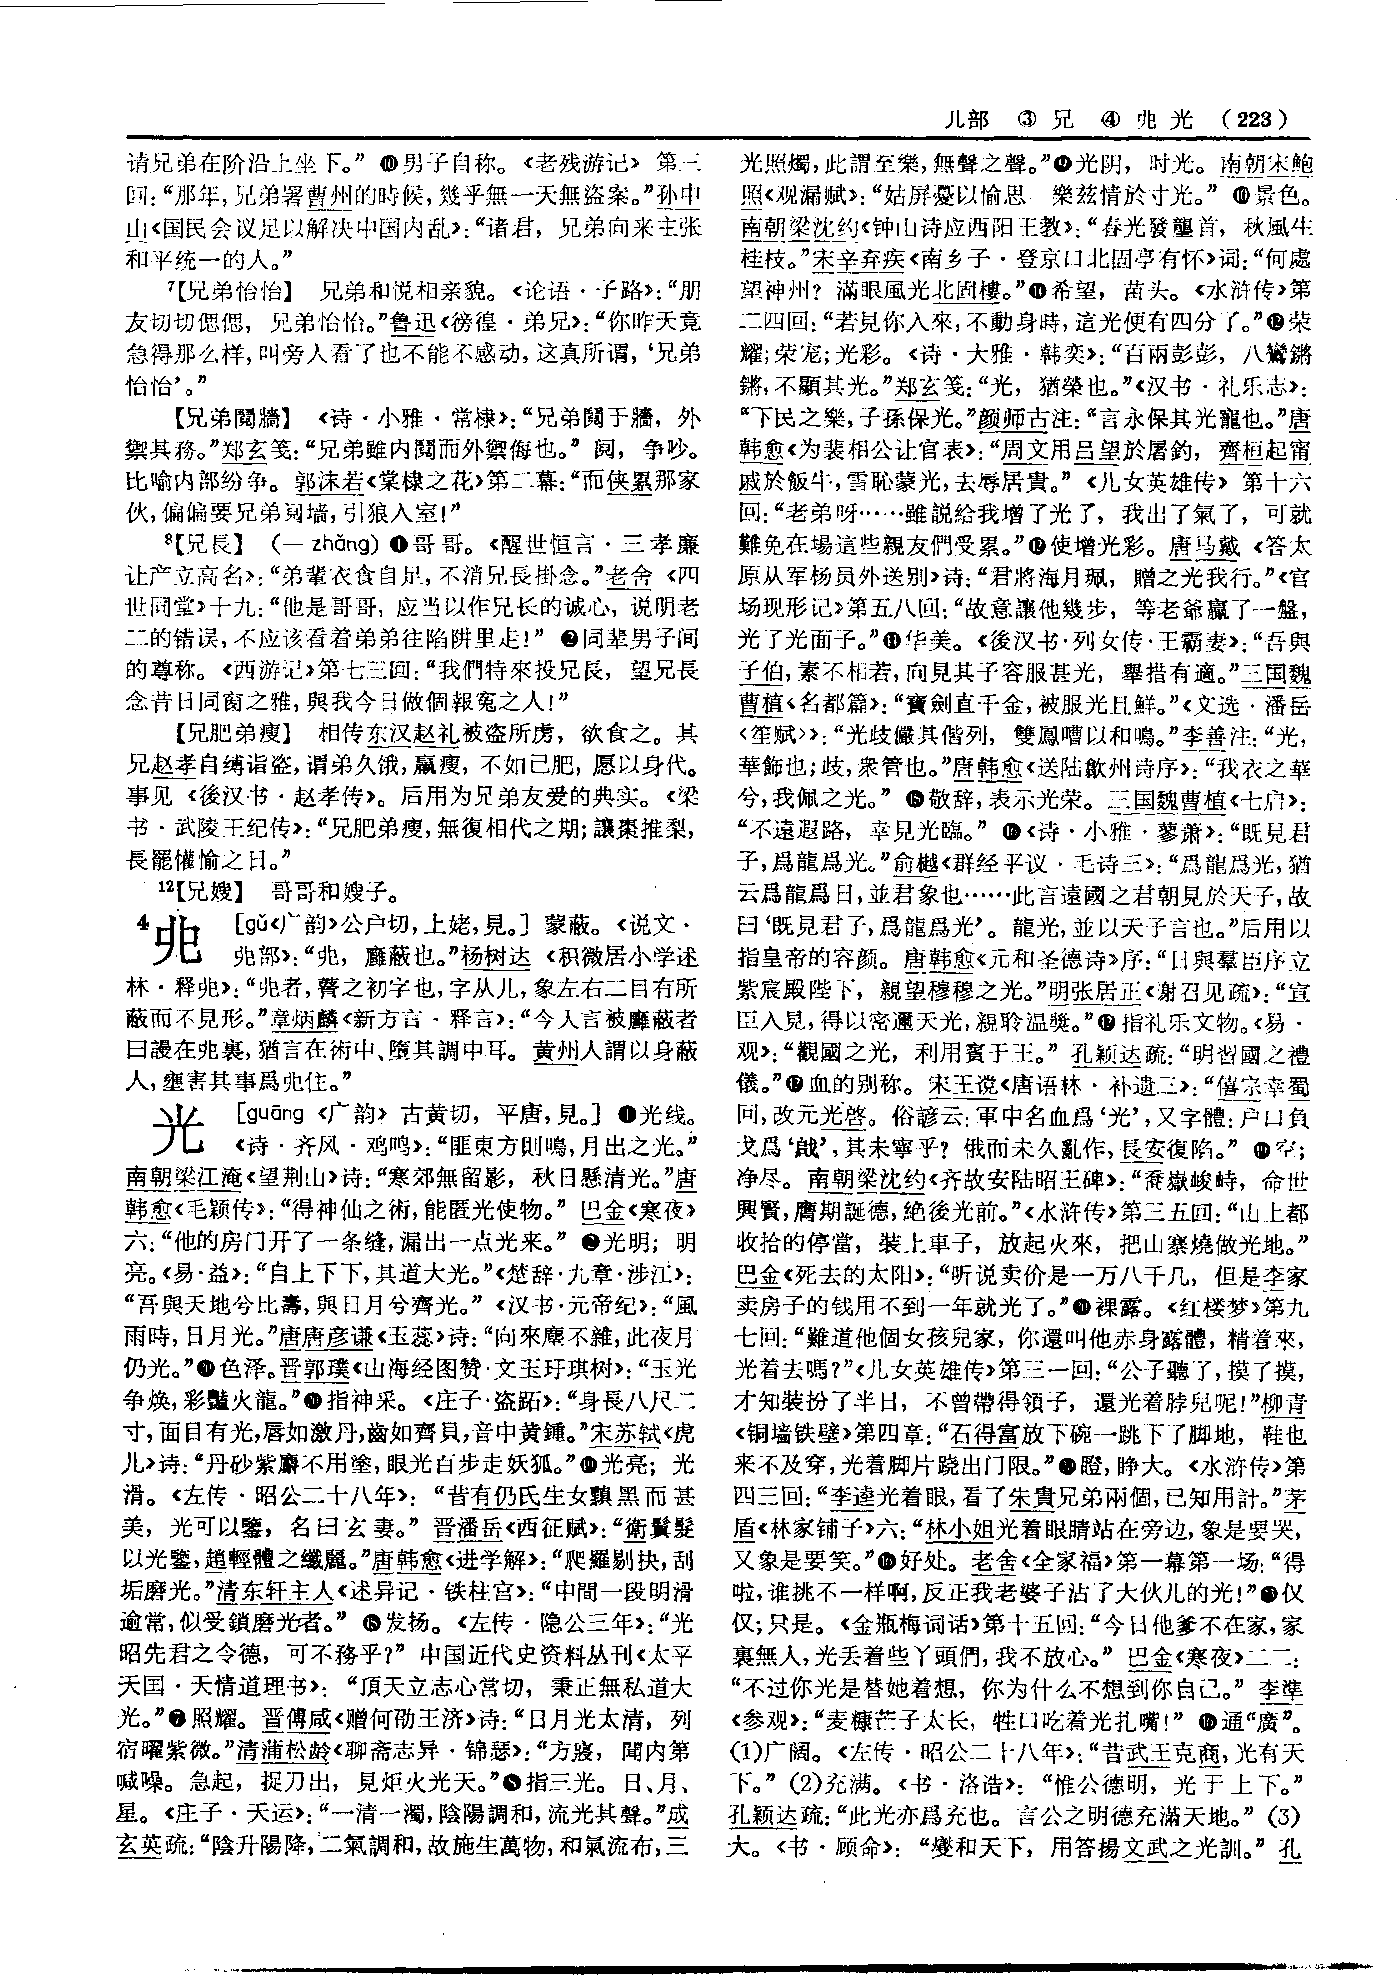 儿部 ③兄 ④兆光 (223)
请兄弟在阶沿上坐下。”❿男子自称。《老残游记》第三
回：“那年，兄弟署曹州的時候，幾乎無一天無盗案。”孙中
山《国民会议足以解决中国内乱》：“诸君，兄弟向来主张
和平统一的人。”
⁷【兄弟怡怡】 兄弟和悦相亲貌。《论语·子路》：“朋
友切切偲偲，兄弟怡怡。”鲁迅《徬徨·弟兄》：“你昨天竟
急得那么样，叫旁人看了也不能不感动，这真所谓，‘兄弟
怡怡’。”
【兄弟鬩牆】 《诗·小雅·常棣》：“兄弟鬩于牆，外
禦其務。”郑玄笺：“兄弟雖内鬩而外禦侮也。”阋，争吵。
比喻内部纷争。郭沫若《棠棣之花》第二幕：“而侠累那家
伙，偏偏要兄弟阋墙，引狼入室！”
⁸【兄長】 (一zhǎng)❶哥哥。《醒世恒言·三孝廉
让产立高名》：“弟輩衣食自足，不消兄長掛念。”老舍《四
世同堂》十九：“他是哥哥，应当以作兄长的诚心，说明老
二的错误，不应该看着弟弟往陷阱里走！”❷同辈男子间
的尊称。《西游记》第七三回：“我們特來投兄長，望兄長
念昔日同窗之雅，與我今日做個報冤之人！”
【兄肥弟瘦】 相传东汉赵礼被盗所虏，欲食之。其
兄赵孝自缚诣盗，谓弟久饿，羸瘦，不如己肥，愿以身代。
事见《後汉书·赵孝传》。后用为兄弟友爱的典实。《梁
书·武陵王纪传》：“兄肥弟瘦，無復相代之期；讓棗推梨，
長罷懽愉之日。”
¹²【兄嫂】 哥哥和嫂子。
⁴兆 [gǔ《广韵》公户切，上姥，見。]蒙蔽。《说文·
兆部》：“兆，廱蔽也。”杨树达《积微居小学述
林·释兆》：“兆者，瞽之初字也，字从儿，象左右二目有所
蔽而不見形。”章炳麟《新方言·释言》：“今人言被廱蔽者
曰謾在兆裏，猶言在術中、墮其調中耳。黄州人謂以身蔽
人，壅害其事爲兆住。”
光 [guāng《广韵》古黄切，平唐，見。]❶光线。
《诗·齐风·鸡鸣》：“匪東方則鳴，月出之光。”
南朝梁江淹《望荆山》诗：“寒郊無留影，秋日懸清光。”唐
韩愈《毛颖传》：“得神仙之術，能匿光使物。”巴金《寒夜》
六：“他的房门开了一条缝，漏出一点光来。”❷光明；明
亮。《易·益》：“自上下下，其道大光。”《楚辞·九章·涉江》：
“吾與天地兮比壽，與日月兮齊光。”《汉书·元帝纪》：“風
雨時，日月光。”唐唐彦谦《玉蕊》诗：“向來塵不雜，此夜月
仍光。”❸色泽。晋郭璞《山海经图赞·文玉玗琪树》：“玉光
争焕，彩豔火龍。”❹指神采。《庄子·盗跖》：“身長八尺二
寸，面目有光，唇如激丹，齒如齊貝，音中黄鍾。”宋苏轼《虎
儿》诗：“丹砂紫麝不用塗，眼光百步走妖狐。”❺光亮；光
滑。《左传·昭公二十八年》：“昔有仍氏生女黰黑而甚
美，光可以鑒，名曰玄妻。”晋潘岳《西征赋》：“衛鬒髮
以光鑒，趙輕體之纖麗。”唐韩愈《进学解》：“爬羅剔抉，刮
垢磨光。”清东轩主人《述异记·铁柱宫》：“中間一段明滑
逾常，似受鎖磨光者。”❻发扬。《左传·隐公三年》：“光
昭先君之令德，可不務乎？”中国近代史资料丛刊《太平
天国·天情道理书》：“頂天立志心常切，秉正無私道大
光。”❼照耀。晋傅咸《赠何劭王济》诗：“日月光太清，列
宿曜紫微。”清蒲松龄《聊斋志异·锦瑟》：“方寢，聞内第
喊噪。急起，捉刀出，見炬火光天。”❽指三光。日、月、
星。《庄子·天运》：“一清一濁，陰陽調和，流光其聲。”成
玄英疏：“陰升陽降，二氣調和，故施生萬物，和氣流布，三
光照燭，此謂至樂，無聲之聲。”❾光阴，时光。南朝宋鲍
照《观漏赋》：“姑屏憂以愉思 樂兹情於寸光。”❿景色。
南朝梁沈约《钟山诗应西阳王教》：“春光發壟首，秋風生
桂枝。”宋辛弃疾《南乡子·登京口北固亭有怀》词：“何處
望神州？滿眼風光北固樓。”⓫希望，苗头。《水浒传》第
二四回：“若見你入來，不動身時，這光便有四分了。”⓬荣
耀；荣宠；光彩。《诗·大雅·韩奕》：“百兩彭彭，八鸞鏘
鏘，不顯其光。”郑玄笺：“光，猶榮也。”《汉书·礼乐志》：
“下民之樂，子孫保光。”颜师古注：“言永保其光寵也。”唐
韩愈《为裴相公让官表》：“周文用吕望於屠釣，齊桓起甯
戚於飯牛，雪恥蒙光，去辱居貴。”《儿女英雄传》第十六
回：“老弟呀……雖説給我增了光了，我出了氣了，可就
難免在場這些親友們受累。”⓭使增光彩。唐马戴《答太
原从军杨员外送别》诗：“君將海月珮，贈之光我行。”《官
场现形记》第五八回：“故意讓他幾步，等老爺贏了一盤，
光了光面子。”⓮华美。《後汉书·列女传·王霸妻》：“吾與
子伯，素不相若，向見其子容服甚光，舉措有適。”三国魏
曹植《名都篇》：“寶劍直千金，被服光且鮮。”《文选·潘岳
〈笙赋〉》：“光歧儼其偕列，雙鳳嘈以和鳴。”李善注：“光，
華飾也；歧，衆管也。”唐韩愈《送陆歙州诗序》：“我衣之華
兮，我佩之光。”⓯敬辞，表示光荣。三国魏曹植《七启》：
“不遠遐路，幸見光臨。”⓰《诗·小雅·蓼萧》：“既見君
子，爲龍爲光。”俞樾《群经平议·毛诗三》：“爲龍爲光，猶
云爲龍爲日，並君象也……此言遠國之君朝見於天子，故
曰‘既見君子，爲龍爲光’。龍光，並以天子言也。”后用以
指皇帝的容颜。唐韩愈《元和圣德诗》序：“日與羣臣序立
紫宸殿陛下，親望穆穆之光。”明张居正《谢召见疏》：“宣
臣入見，得以密邇天光，親聆温獎。”⓱指礼乐文物。《易·
观》：“觀國之光，利用賓于王。”孔颖达疏：“明習國之禮
儀。”⓲血的别称。宋王谠《唐语林·补遗三》：“僖宗幸蜀
回，改元光啓。俗諺云：軍中名血爲‘光’，又字體：户口負
戈爲‘啟’，其未寧乎？俄而未久亂作，長安復陷。”⓳空；
净尽。南朝梁沈约《齐故安陆昭王碑》：“喬嶽峻峙，命世
興賢，膺期誕德，絶後光前。”《水浒传》第三五回：“山上都
收拾的停當，裝上車子，放起火來，把山寨燒做光地。”
巴金《死去的太阳》：“听说卖价是一万八千几，但是李家
卖房子的钱用不到一年就光了。”⓴裸露。《红楼梦》第九
七回：“難道他個女孩兒家，你還叫他赤身露體，精着來，
光着去嗎？”《儿女英雄传》第三一回：“公子聽了，摸了摸，
才知裝扮了半日，不曾帶得領子，還光着脖兒呢！”柳青
《铜墙铁壁》第四章：“石得富放下碗一跳下了脚地，鞋也
来不及穿，光着脚片跷出门限。”㉑瞪，睁大。《水浒传》第
四三回：“李逵光着眼，看了朱貴兄弟兩個，已知用計。”茅
盾《林家铺子》六：“林小姐光着眼睛站在旁边，象是要哭，
又象是要笑。”㉒好处。老舍《全家福》第一幕第一场：“得
啦，谁挑不一样啊，反正我老婆子沾了大伙儿的光！”㉓仅
仅；只是。《金瓶梅词话》第十五回：“今日他爹不在家，家
裏無人，光丢着些丫頭們，我不放心。”巴金《寒夜》二二：
“不过你光是替她着想，你为什么不想到你自己。”李準
《参观》：“麦糠芒子太长，牲口吃着光扎嘴！”㉔通“廣”。
(1)广阔。《左传·昭公二十八年》：“昔武王克商，光有天
下。”(2)充满。《书·洛诰》：“惟公德明，光于上下。”
孔颖达疏：“此光亦爲充也。言公之明德充滿天地。”(3)
大。《书·顾命》：“燮和天下，用答揚文武之光訓。”孔